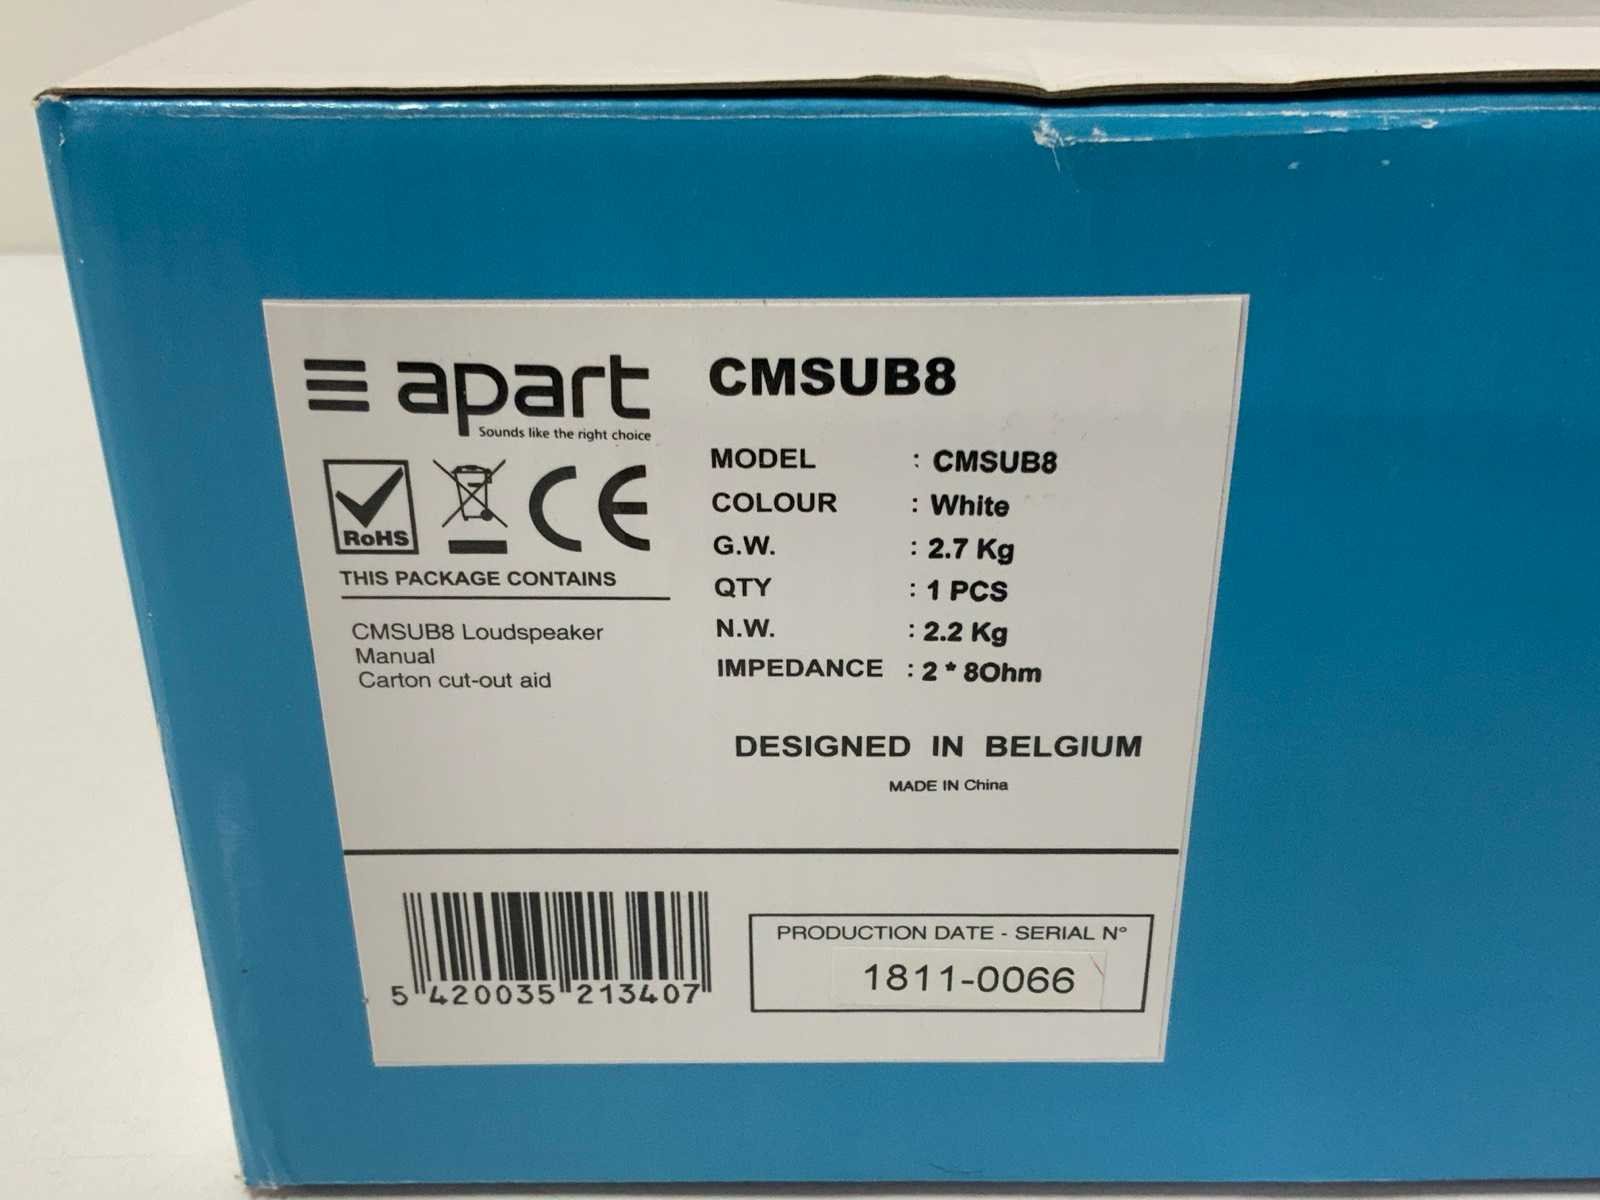 apart
Sounds like the right choice
RoHS
CE
THIS PACKAGE CONTAINS
CMSUB8 Loudspeaker
Manual
Carton cut-out aid
CMSUB8
MODEL : CMSUB8
COLOUR : White
G.W. : 2.7 Kg
QTY : 1 PCS
N.W. : 2.2 Kg
IMPEDANCE : 2 * 8Ohm
DESIGNED IN BELGIUM
MADE IN China
5 420035 213407
PRODUCTION DATE - SERIAL N°
1811-0066